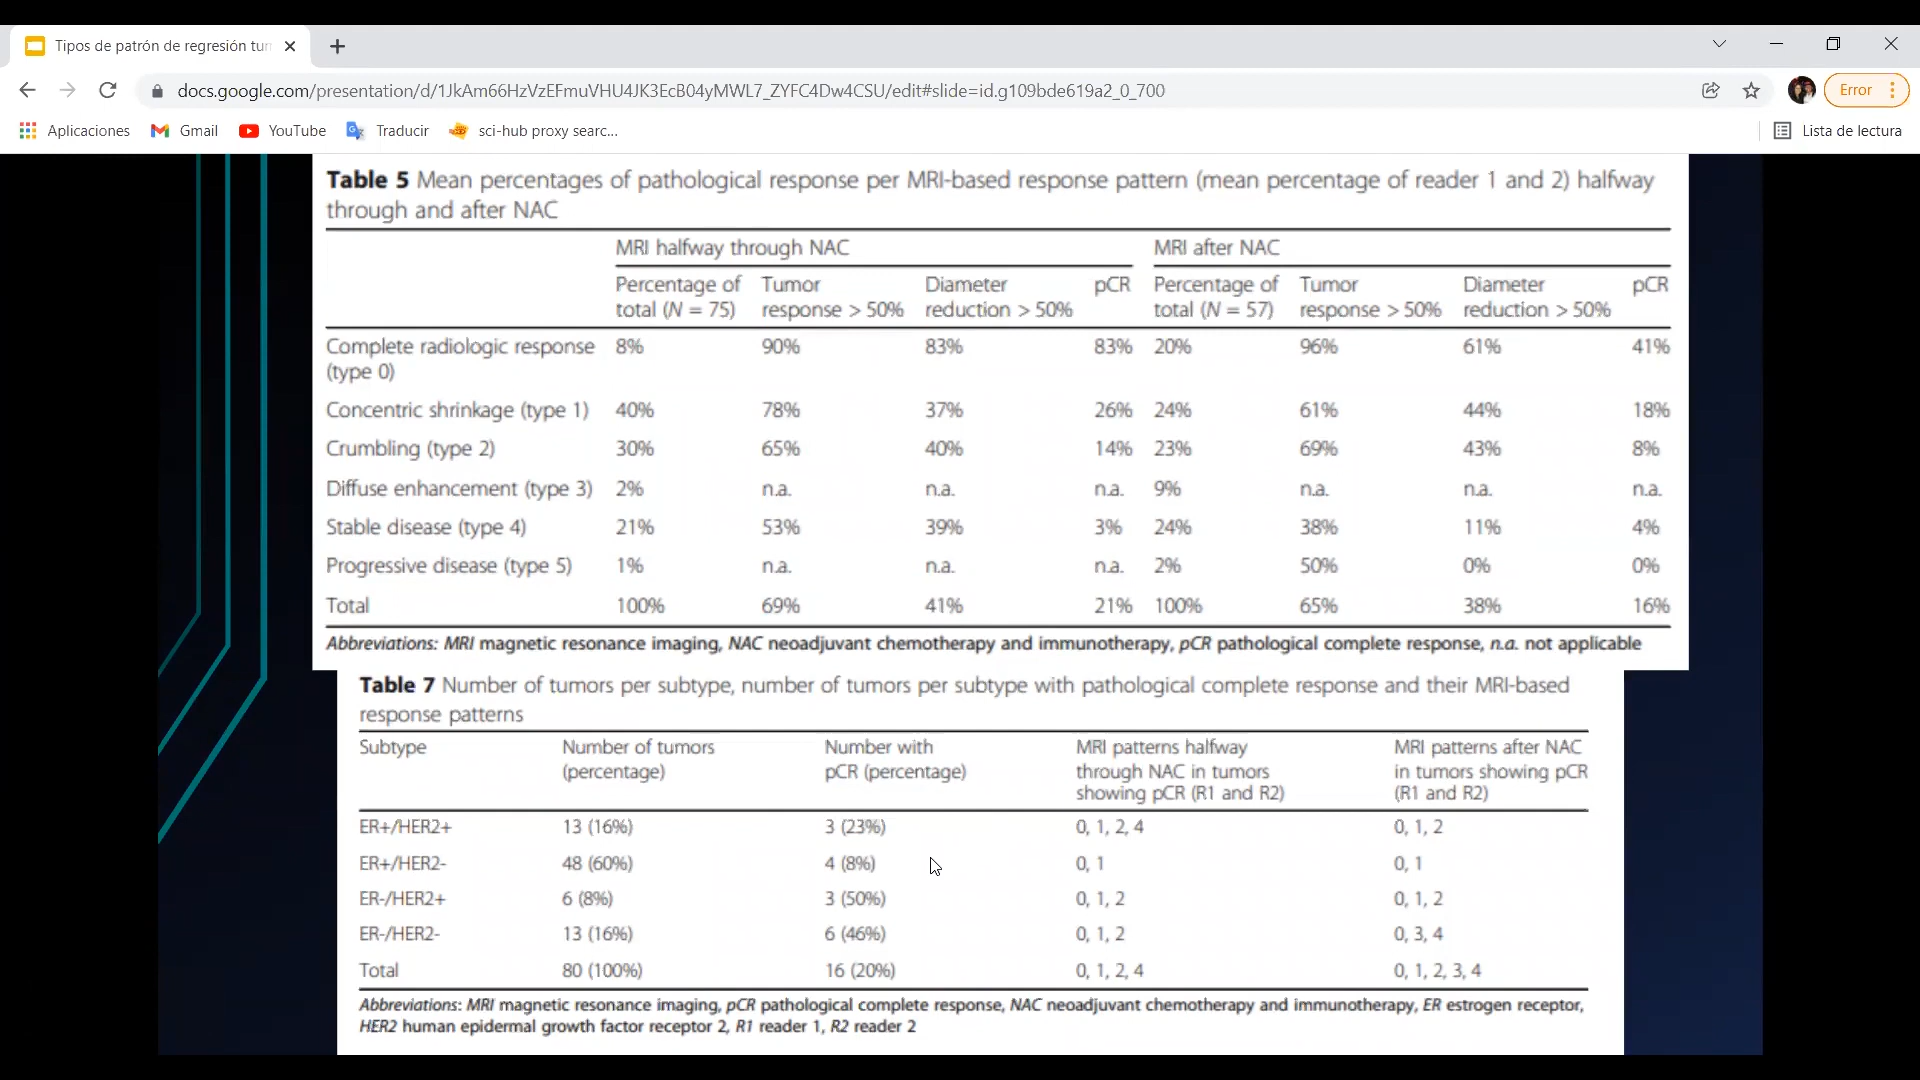 Tipos de patrón de regresión tum
docs.google.com/presentation/d/1JkAm66HzVzEFmuVHU4JK3EcB04yMWL7_ZYFC4Dw4CSU/edit#slide=id.g109bde619a2_0_700
Error
Aplicaciones Gmail YouTube Traducir sci-hub proxy searc... Lista de lectura
Table 5 Mean percentages of pathological response per MRI-based response pattern (mean percentage of reader 1 and 2) halfway
through and after NAC
MRI halfway through NAC MRI after NAC
Percentage of Tumor Diameter pCR Percentage of Tumor Diameter pCR
total (N = 75) response > 50% reduction > 50% total (N = 57) response > 50% reduction > 50%
Complete radiologic response 8% 90% 83% 83% 20% 96% 61% 41%
(type 0)
Concentric shrinkage (type 1) 40% 78% 37% 26% 24% 61% 44% 18%
Crumbling (type 2) 30% 65% 40% 14% 23% 69% 43% 8%
Diffuse enhancement (type 3) 2% n.a. n.a. n.a. 9% n.a. n.a. n.a.
Stable disease (type 4) 21% 53% 39% 3% 24% 38% 11% 4%
Progressive disease (type 5) 1% n.a. n.a. n.a. 2% 50% 0% 0%
Total 100% 69% 41% 21% 100% 65% 38% 16%
Abbreviations: MRI magnetic resonance imaging, NAC neoadjuvant chemotherapy and immunotherapy, pCR pathological complete response, n.a. not applicable
Table 7 Number of tumors per subtype, number of tumors per subtype with pathological complete response and their MRI-based
response patterns
Subtype Number of tumors Number with MRI patterns halfway MRI patterns after NAC
(percentage) pCR (percentage) through NAC in tumors in tumors showing pCR
showing pCR (R1 and R2) (R1 and R2)
ER+/HER2+ 13 (16%) 3 (23%) 0, 1, 2, 4 0, 1, 2
ER+/HER2- 48 (60%) 4 (8%) 0, 1 0, 1
ER-/HER2+ 6 (8%) 3 (50%) 0, 1, 2 0, 1, 2
ER-/HER2- 13 (16%) 6 (46%) 0, 1, 2 0, 3, 4
Total 80 (100%) 16 (20%) 0, 1, 2, 4 0, 1, 2, 3, 4
Abbreviations: MRI magnetic resonance imaging, pCR pathological complete response, NAC neoadjuvant chemotherapy and immunotherapy, ER estrogen receptor,
HER2 human epidermal growth factor receptor 2, R1 reader 1, R2 reader 2